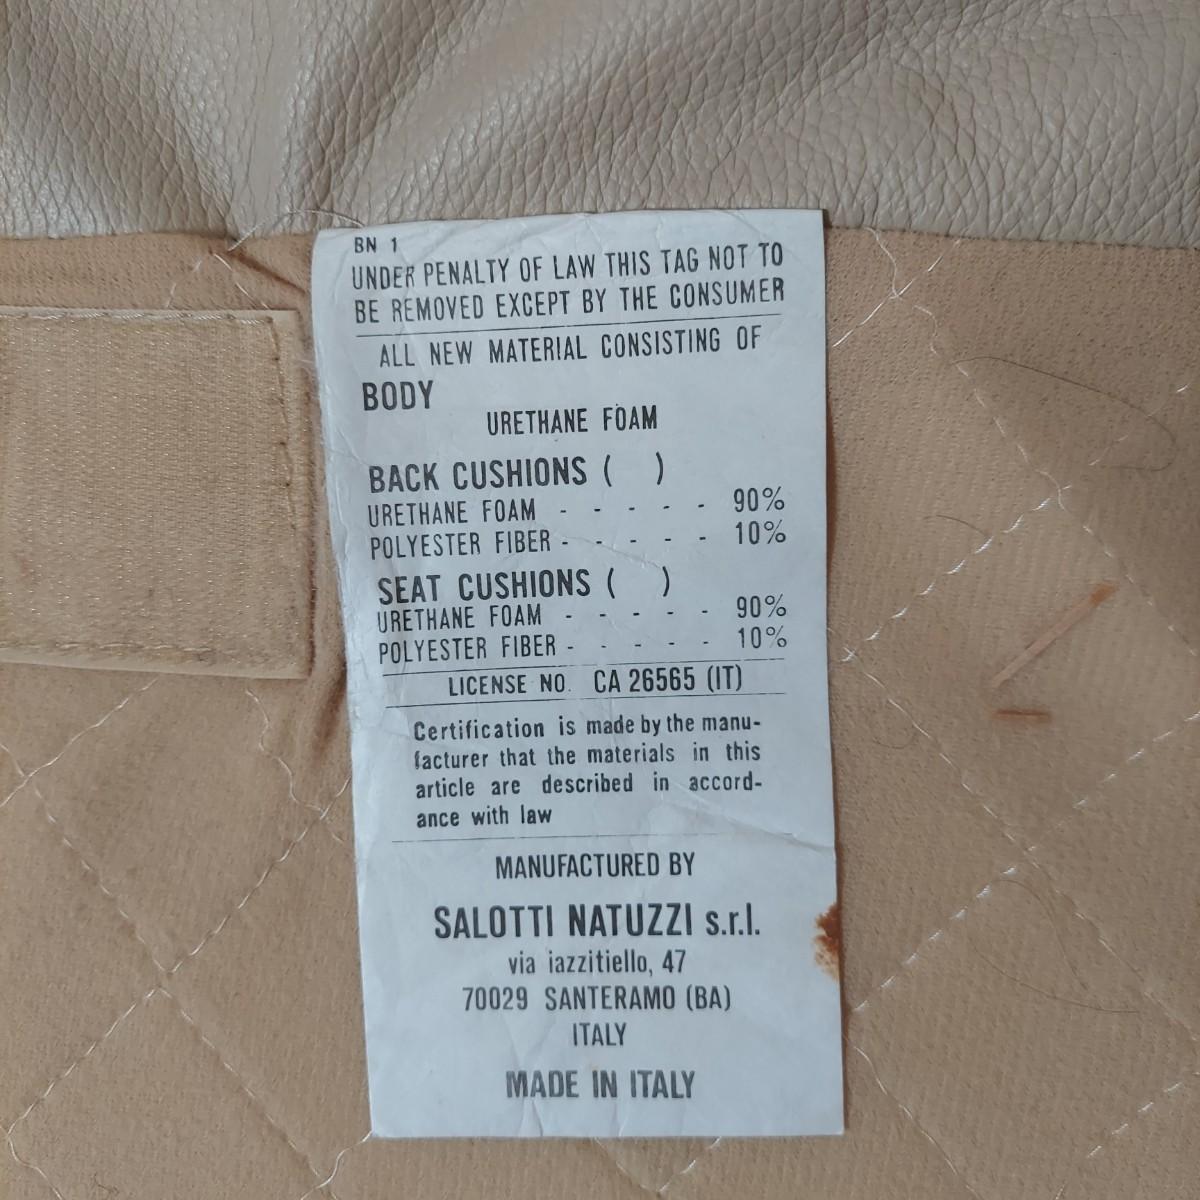 BN 1
UNDER PENALTY OF LAW THIS TAG NOT TO
BE REMOVED EXCEPT BY THE CONSUMER
ALL NEW MATERIAL CONSISTING OF
BODY
URETHANE FOAM
BACK CUSHIONS ( )
URETHANE FOAM - - - - - 90%
POLYESTER FIBER - - - - - 10%
SEAT CUSHIONS ( )
URETHANE FOAM - - - - - 90%
POLYESTER FIBER - - - - - 10%
LICENSE NO. CA 26565 (IT)
Certification is made by the manu-
facturer that the materials in this
article are described in accord-
ance with law
MANUFACTURED BY
SALOTTI NATUZZI s.r.l.
via iazzitiello, 47
70029 SANTERAMO (BA)
ITALY
MADE IN ITALY